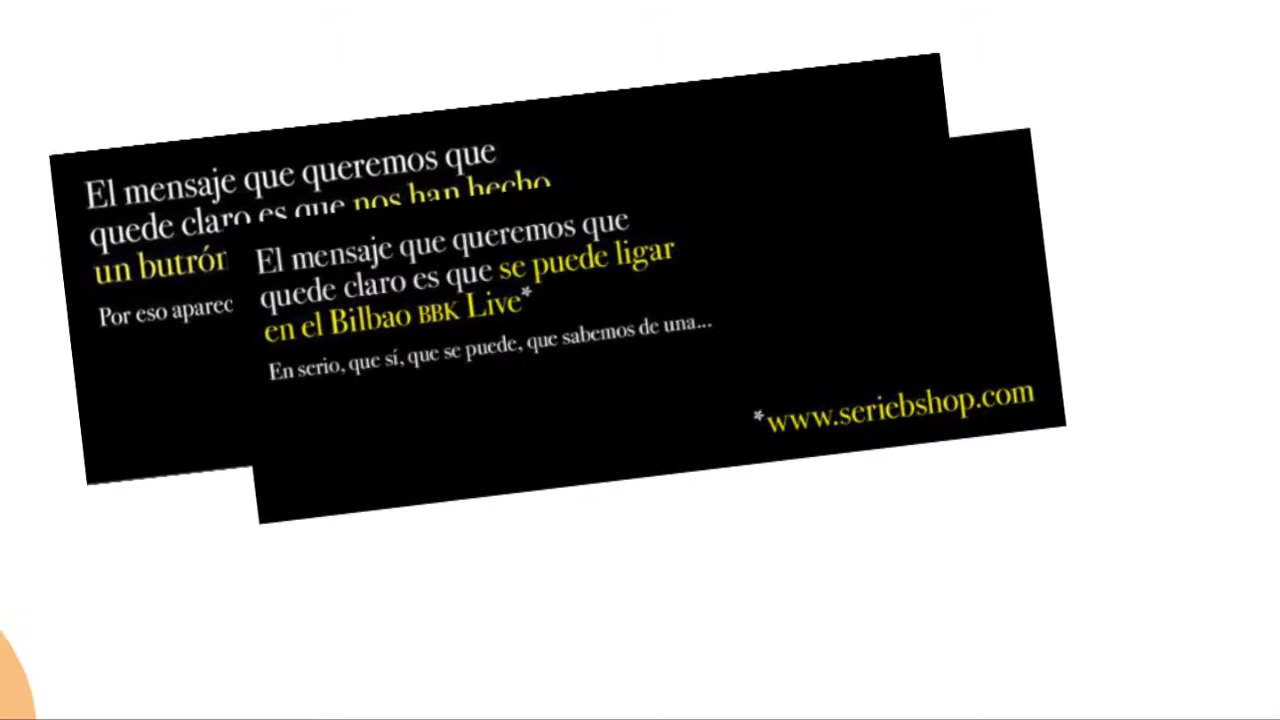 El mensaje que queremos que
quede claro es que nos han hecho
un butrón
Por eso
El mensaje que queremos que
quede claro es que se puede ligar
en el Bilbao BBK Live*
En serio, que sí, que se puede, que sabemos de una...
*www.seriebshop.com